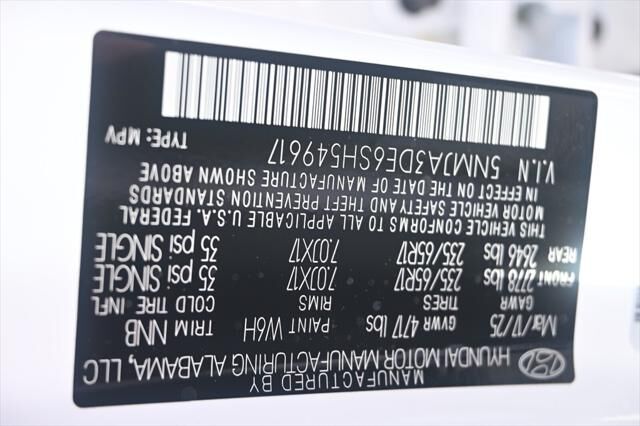 MANUFACTURED BY
HYUNDAI MOTOR MANUFACTURING ALABAMA, LLC
Mar/17/25 GVWR 4717 lbs PAINT W6H TRIM NNB
GAWR TIRES RIMS COLD TIRE INFL
FRONT 2778 lbs 235/65R17 7.0JX17 35 psi SINGLE
REAR 2646 lbs 235/65R17 7.0JX17 35 psi SINGLE
THIS VEHICLE CONFORMS TO ALL APPLICABLE U.S.A. FEDERAL
MOTOR VEHICLE SAFETY AND THEFT PREVENTION STANDARDS
IN EFFECT ON THE DATE OF MANUFACTURE SHOWN ABOVE
V.I.N 5NMJA3DE6SH549617 TYPE: MPV